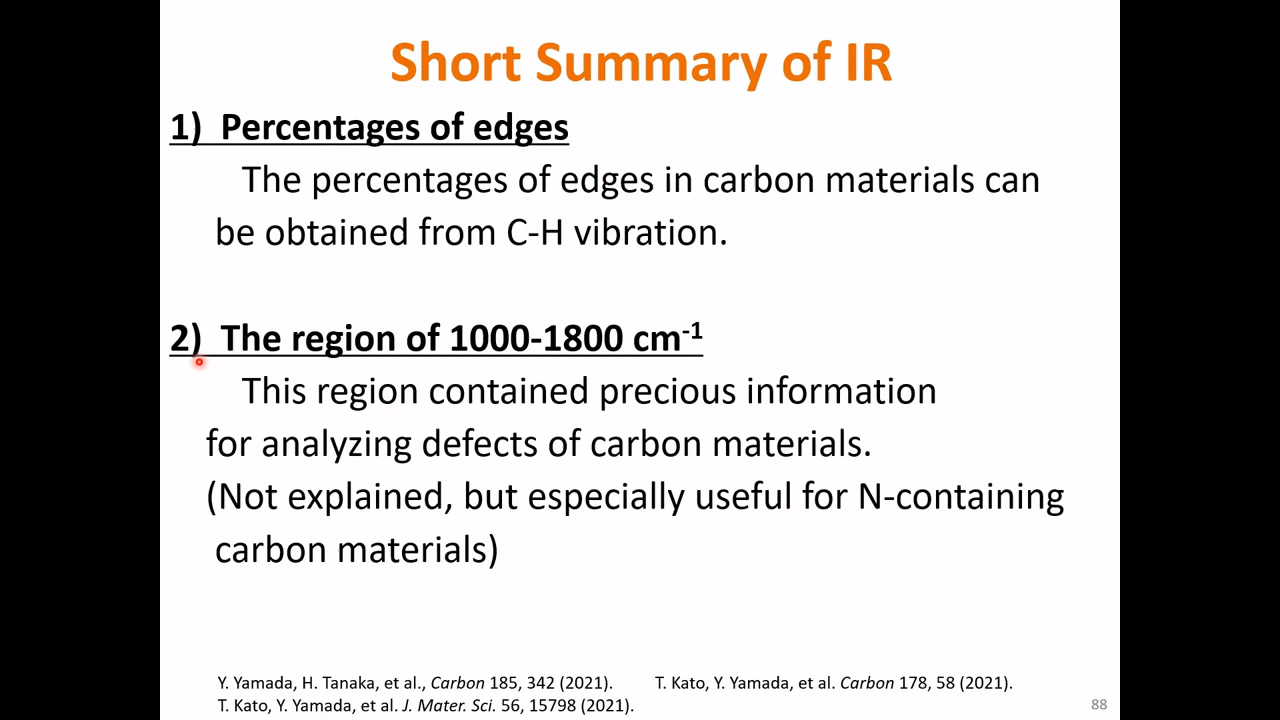 Short Summary of IR
1) Percentages of edges
The percentages of edges in carbon materials can
be obtained from C-H vibration.
2) The region of 1000-1800 cm⁻¹
This region contained precious information
for analyzing defects of carbon materials.
(Not explained, but especially useful for N-containing
carbon materials)
Y. Yamada, H. Tanaka, et al., Carbon 185, 342 (2021). T. Kato, Y. Yamada, et al. Carbon 178, 58 (2021).
T. Kato, Y. Yamada, et al. J. Mater. Sci. 56, 15798 (2021).
88